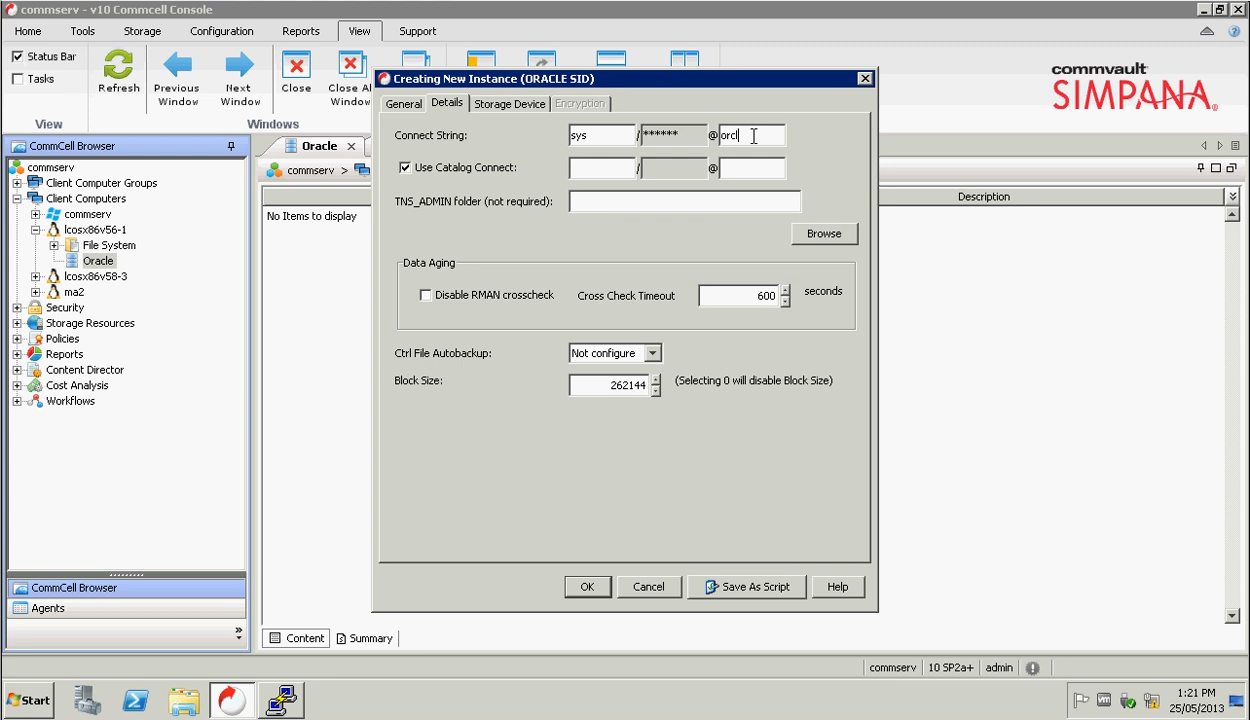 commserv - v10 Commcell Console
Home Tools Storage Configuration Reports View Support
Status Bar
Tasks
Refresh
Previous Window
Next Window
Close
Close Al Window
View
Windows
commvault
SIMPANA
CommCell Browser
commserv
Client Computer Groups
Client Computers
commserv
lcosx86v56-1
File System
Oracle
lcosx86v58-3
ma2
Security
Storage Resources
Policies
Reports
Content Director
Cost Analysis
Workflows
CommCell Browser
Agents
Oracle
commserv >
No Items to display
Description
Creating New Instance (ORACLE SID)
General Details Storage Device Encryption
Connect String: sys / ****** @ orcl
Use Catalog Connect: / @
TNS_ADMIN folder (not required):
Browse
Data Aging
Disable RMAN crosscheck Cross Check Timeout 600 seconds
Ctrl File Autobackup: Not configure
Block Size: 262144 (Selecting 0 will disable Block Size)
OK Cancel Save As Script Help
Content Summary
commserv 10 SP2a+ admin
Start
1:21 PM
25/05/2013